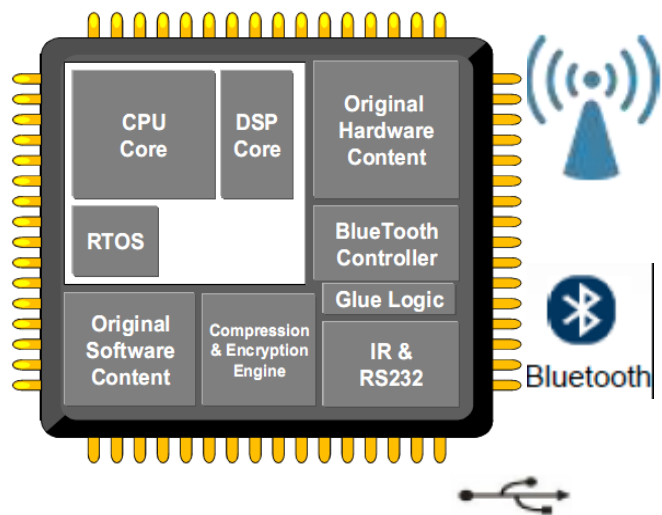 CPU
Core
DSP
Core
Original
Hardware
Content
RTOS
BlueTooth
Controller
Glue Logic
Original
Software
Content
Compression
& Encryption
Engine
IR &
RS232
Bluetooth